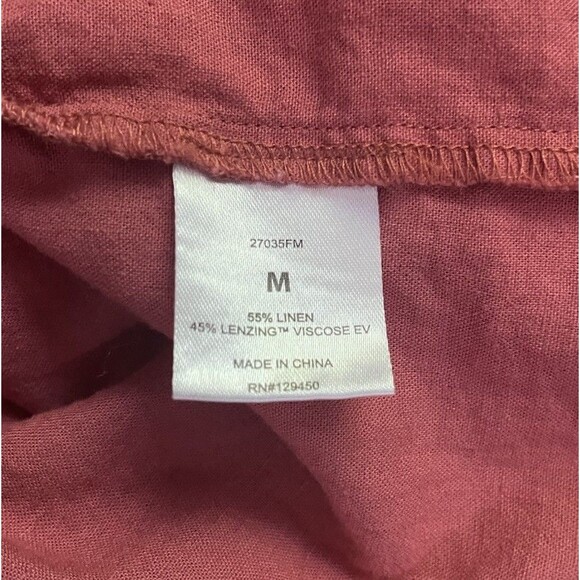 27035FM
M
55% LINEN
45% LENZING™ VISCOSE EV
MADE IN CHINA
RN#129450